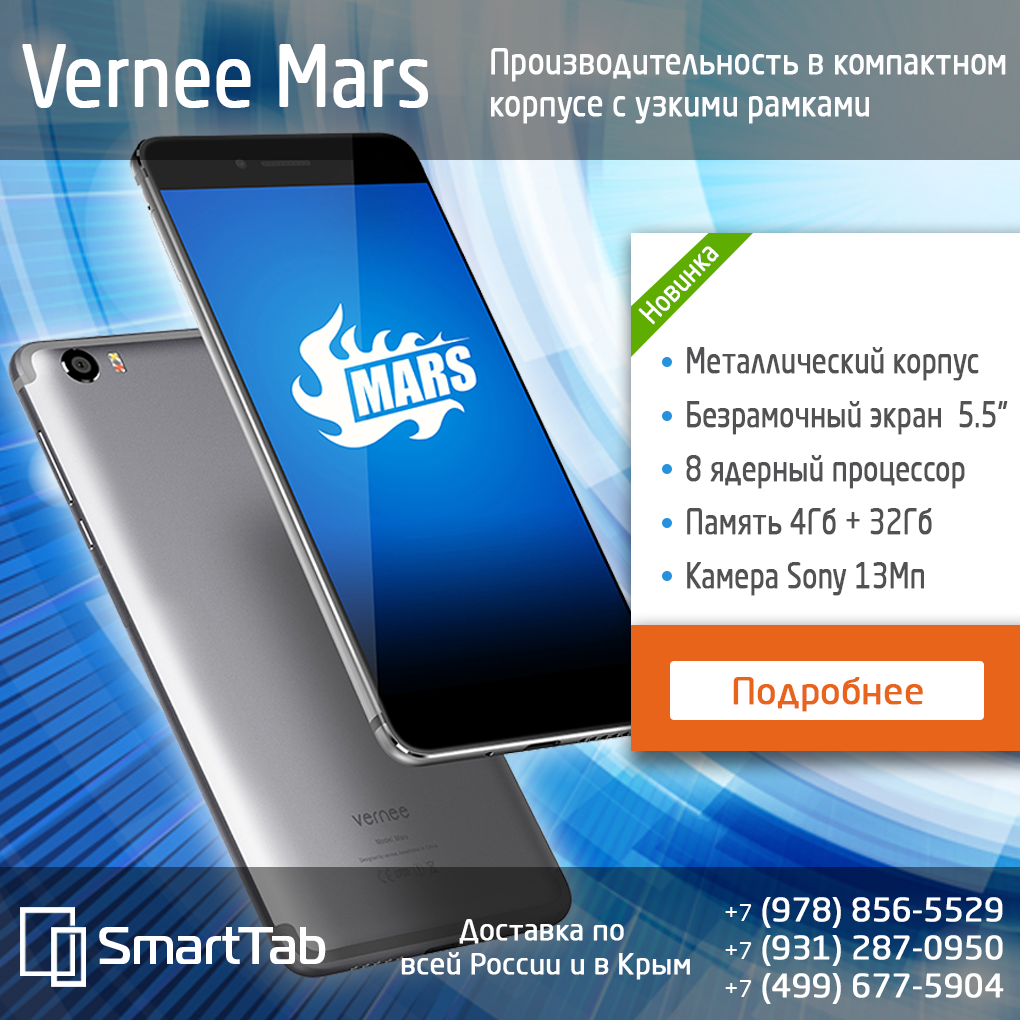 Vernee Mars
Производительность в компактном
корпусе с узкими рамками
MARS
Новинка
• Металлический корпус
• Безрамочный экран 5.5"
• 8 ядерный процессор
• Память 4Гб + 32Гб
• Камера Sony 13Мп
Подробнее
vernee
Model: Mars
SmartTab
Доставка по
всей России и в Крым
+7 (978) 856-5529
+7 (931) 287-0950
+7 (499) 677-5904